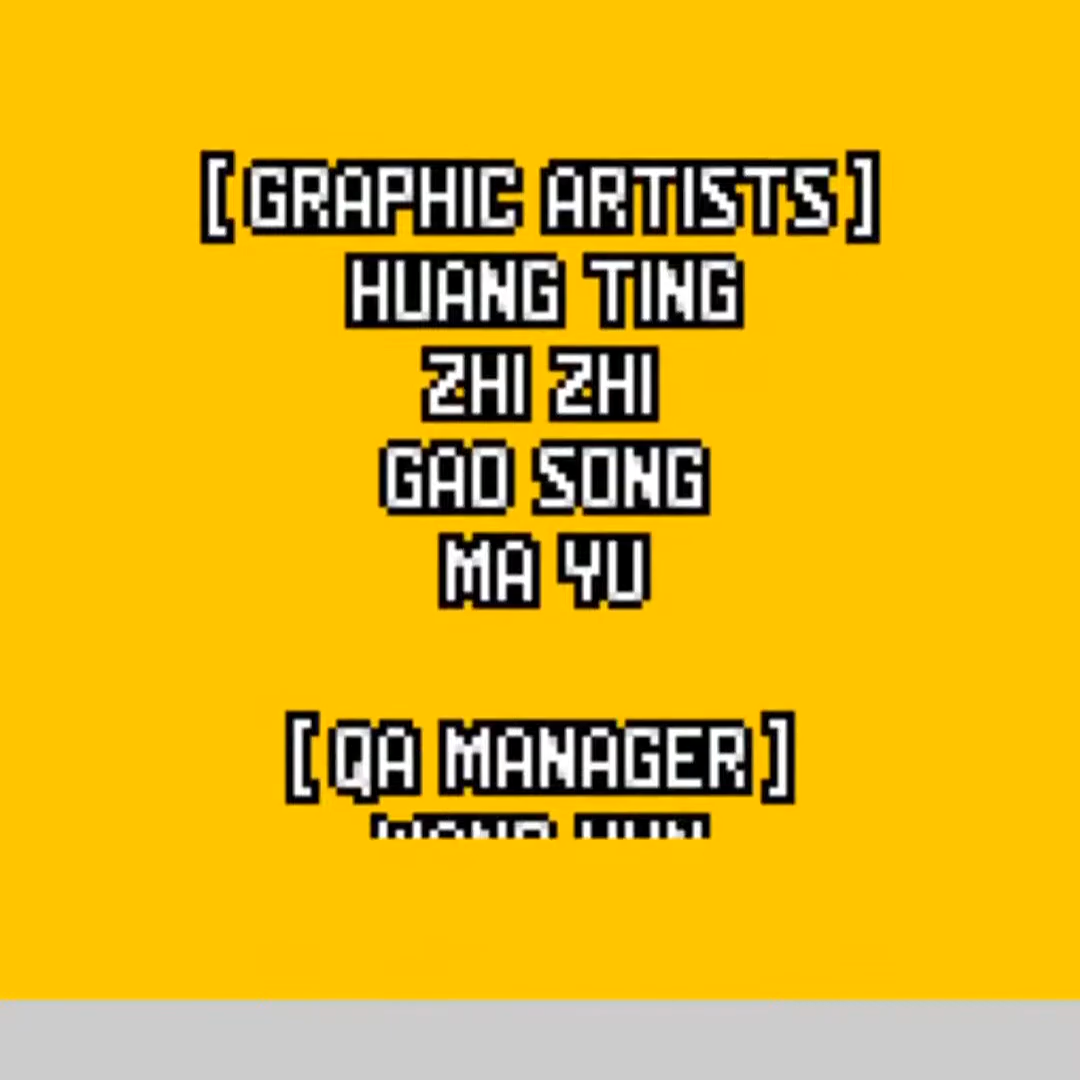 [GRAPHIC ARTISTS]
HUANG TING
ZHI ZHI
GAO SONG
MA YU
[QA MANAGER]